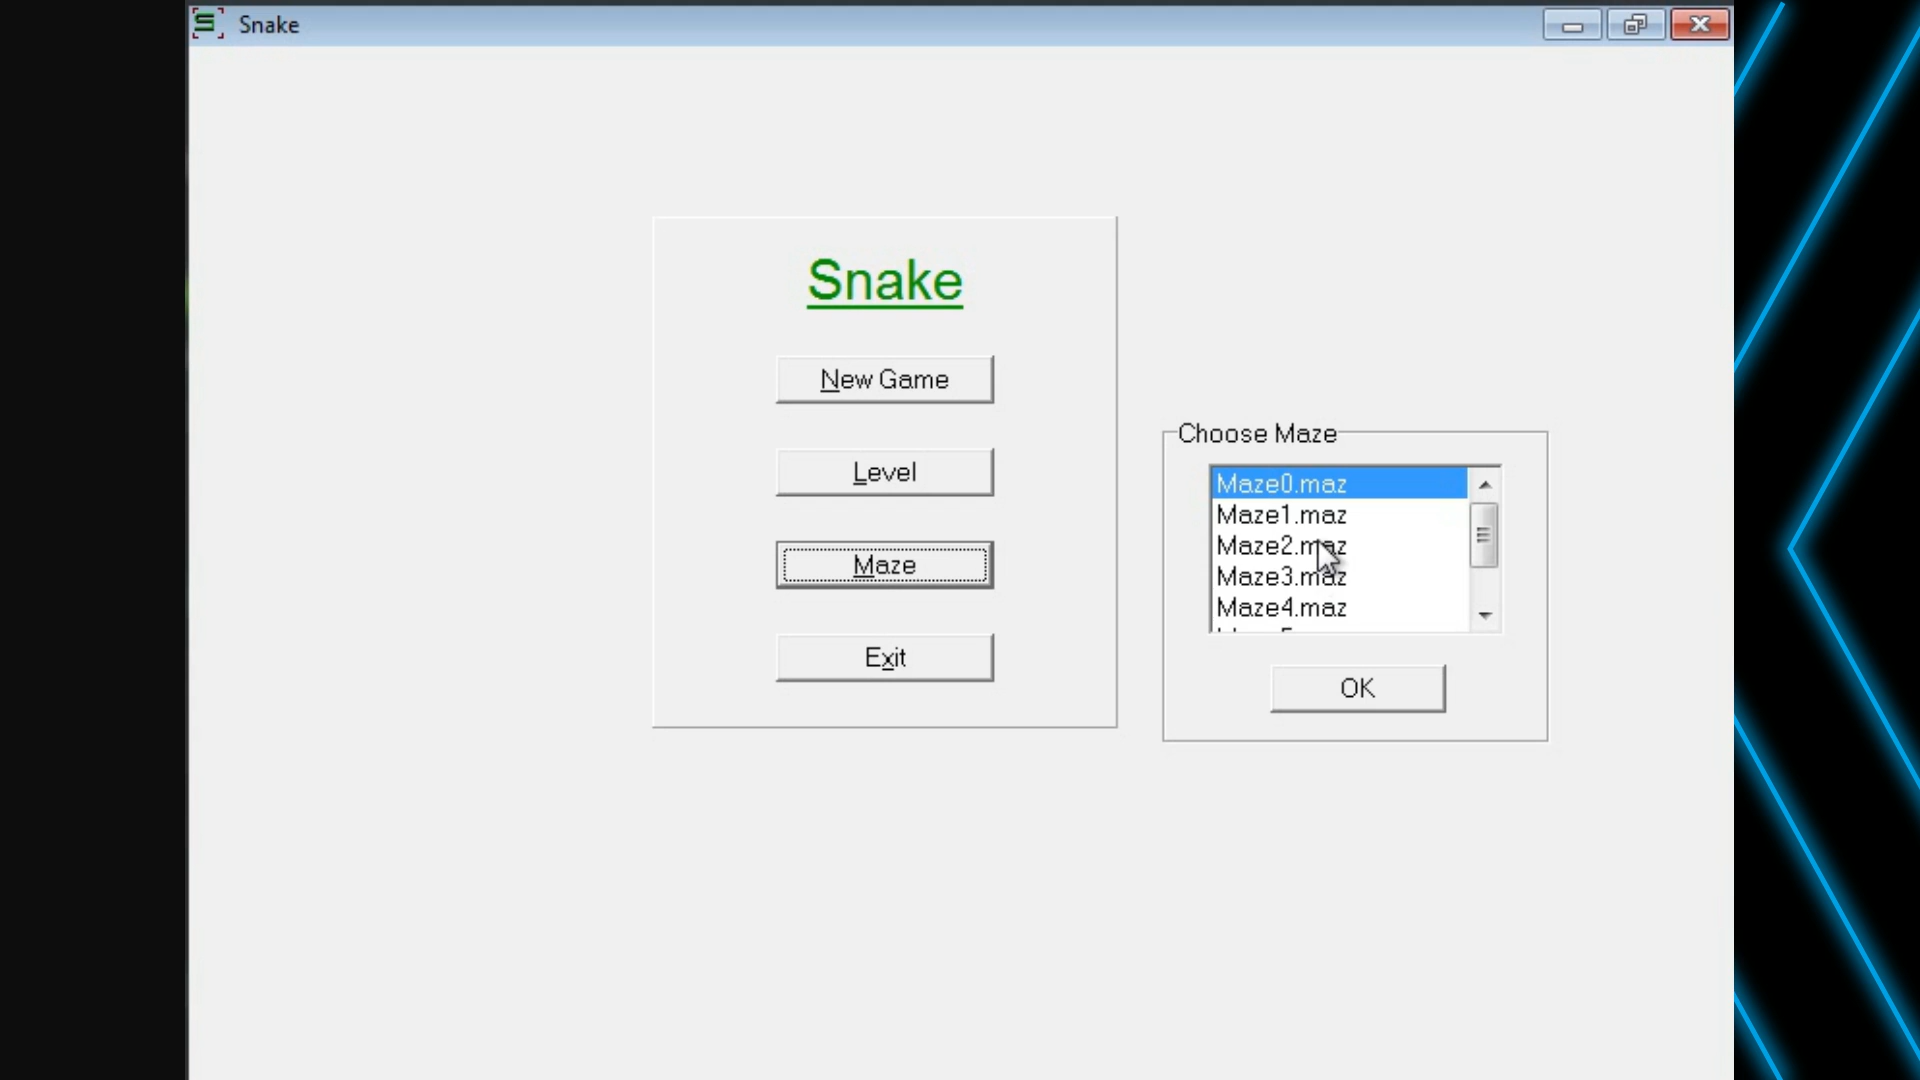 Snake
Snake
New Game
Level
Maze
Exit
Choose Maze
Maze0.maz
Maze1.maz
Maze2.maz
Maze3.maz
Maze4.maz
OK